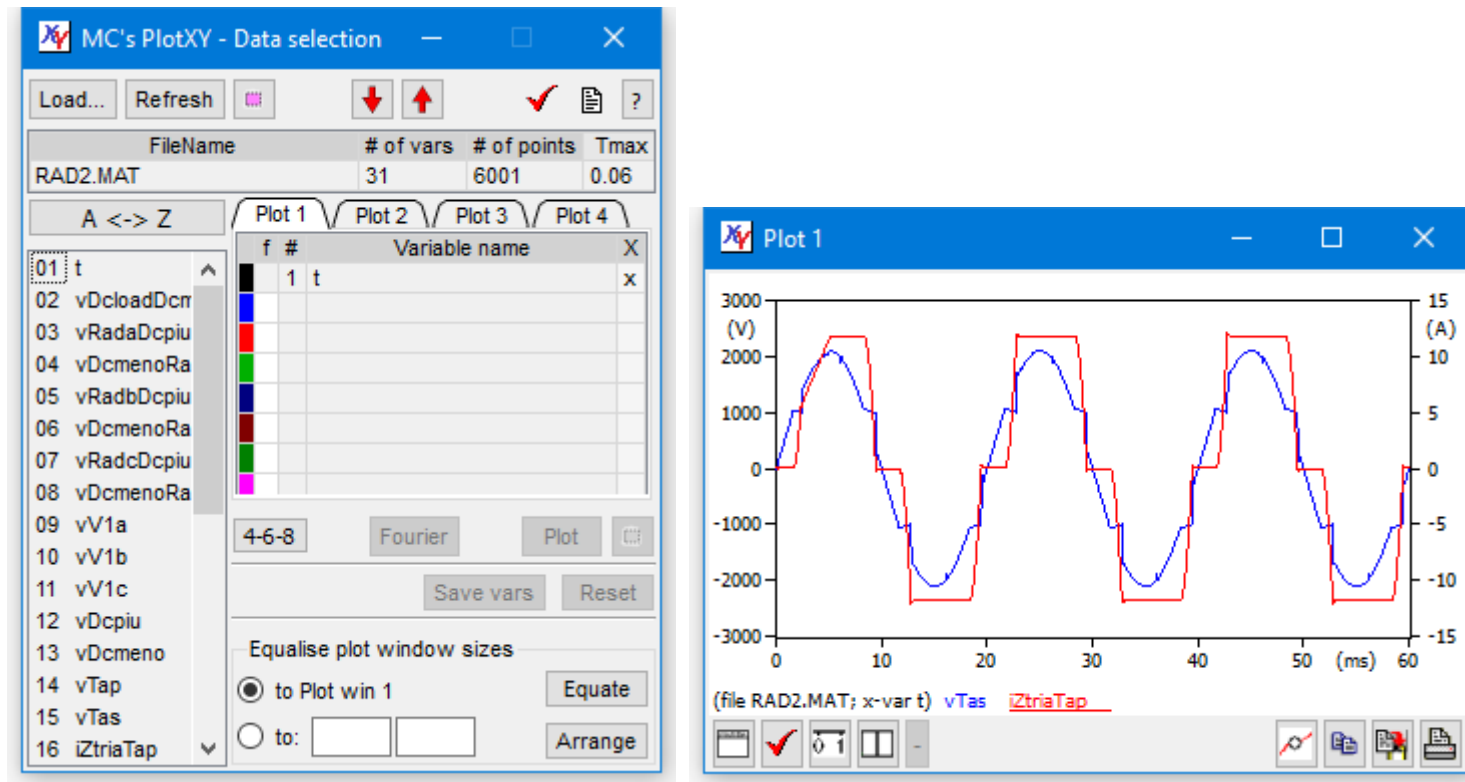 MC's PlotXY - Data selection
Load... Refresh ?
FileName # of vars # of points Tmax
RAD2.MAT 31 6001 0.06
A <-> Z Plot 1 Plot 2 Plot 3 Plot 4
f # Variable name X
1 t x
01 t
02 vDcloadDcm
03 vRadaDcpiu
04 vDcmenoRa
05 vRadbDcpiu
06 vDcmenoRa
07 vRadcDcpiu
08 vDcmenoRa
09 vV1a
10 vV1b
11 vV1c
12 vDcpiu
13 vDcmeno
14 vTap
15 vTas
16 iZtriaTap
4-6-8 Fourier Plot
Save vars Reset
Equalise plot window sizes
to Plot win 1 Equate
to: Arrange
Plot 1
3000 15
(V) (A)
2000 10
1000 5
0 0
-1000 -5
-2000 -10
-3000 -15
0 10 20 30 40 50 (ms) 60
(file RAD2.MAT; x-var t) vTas iZtriaTap
0 1 -